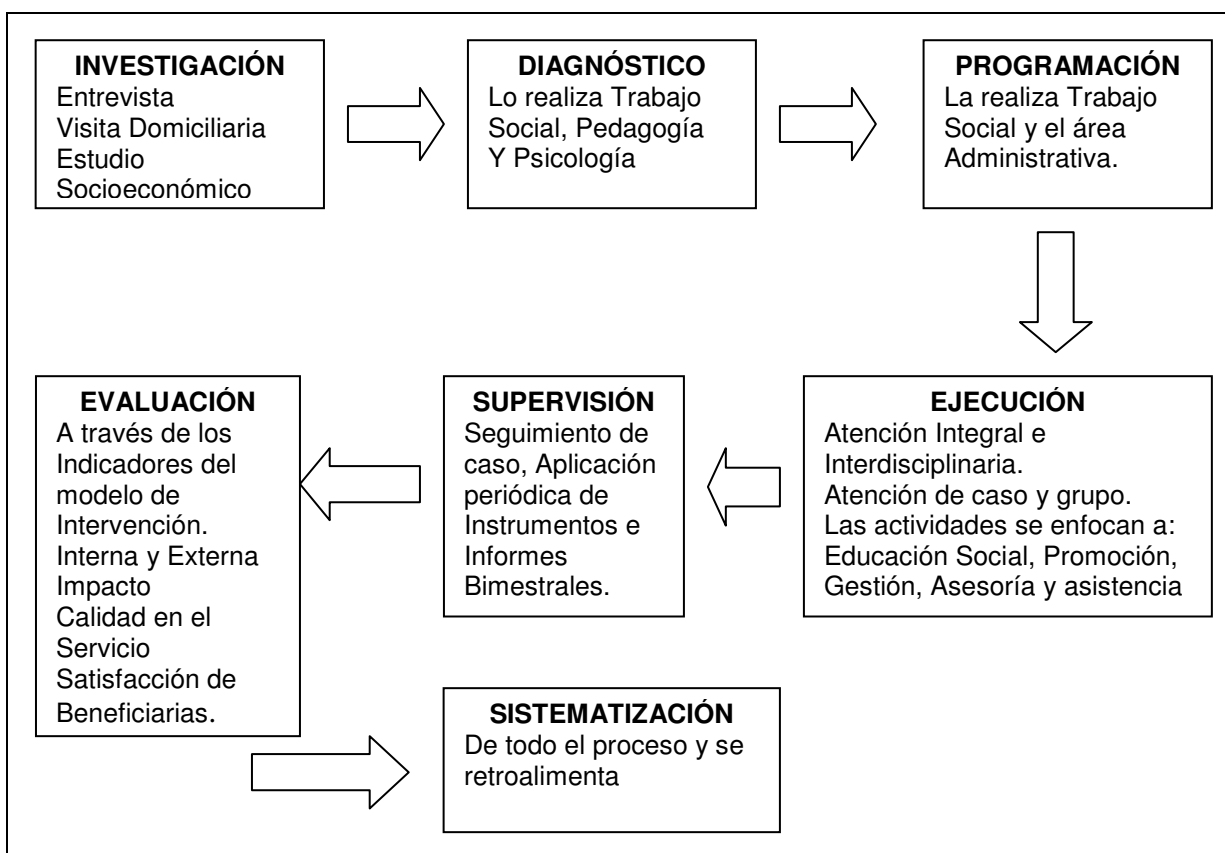 INVESTIGACIÓN
Entrevista
Visita Domiciliaria
Estudio
Socioeconómico
DIAGNÓSTICO
Lo realiza Trabajo
Social, Pedagogía
Y Psicología
PROGRAMACIÓN
La realiza Trabajo
Social y el área
Administrativa.
EJECUCIÓN
Atención Integral e
Interdisciplinaria.
Atención de caso y grupo.
Las actividades se enfocan a:
Educación Social, Promoción,
Gestión, Asesoría y asistencia
SUPERVISIÓN
Seguimiento de
caso, Aplicación
periódica de
Instrumentos e
Informes
Bimestrales.
EVALUACIÓN
A través de los
Indicadores del
modelo de
Intervención.
Interna y Externa
Impacto
Calidad en el
Servicio
Satisfacción de
Beneficiarias.
SISTEMATIZACIÓN
De todo el proceso y se
retroalimenta